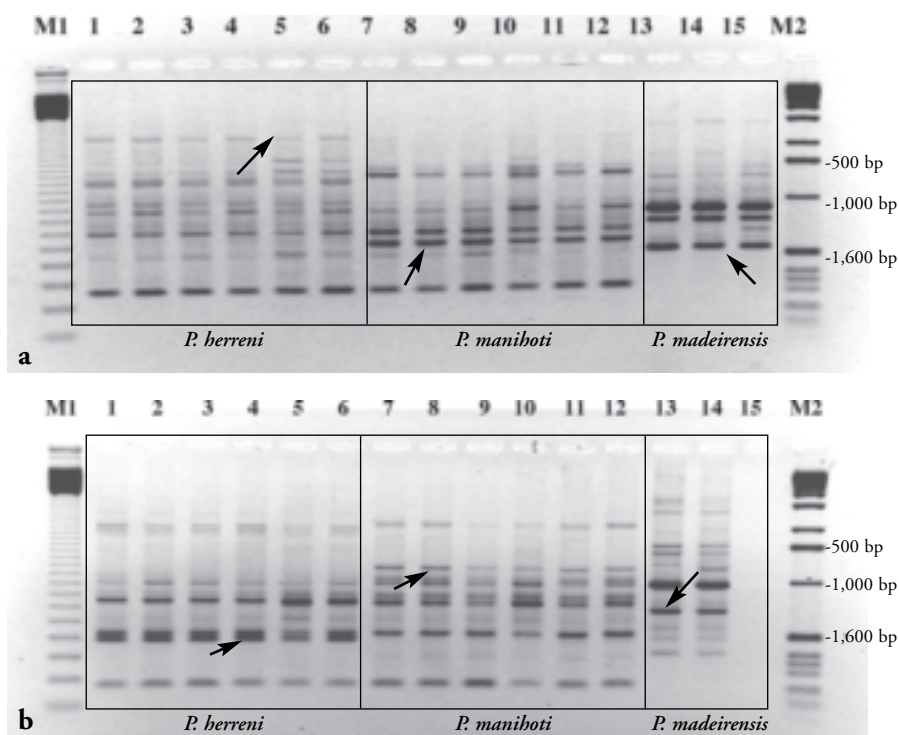 M1 1 2 3 4 5 6 7 8 9 10 11 12 13 14 15 M2
-500 bp
-1,000 bp
-1,600 bp
a
P. herreni P. manihoti P. madeirensis
M1 1 2 3 4 5 6 7 8 9 10 11 12 13 14 15 M2
-500 bp
-1,000 bp
-1,600 bp
b
P. herreni P. manihoti P. madeirensis